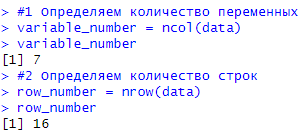 > #1 Определяем количество переменных
> variable_number = ncol(data)
> variable_number
[1] 7
> #2 Определяем количество строк
> row_number = nrow(data)
> row_number
[1] 16